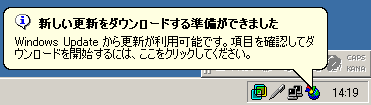 新しい更新をダウンロードする準備ができました
Windows Update から更新が利用可能です。項目を確認してダ
ウンロードを開始するには、ここをクリックしてください。
CAPS
KANA
14:19